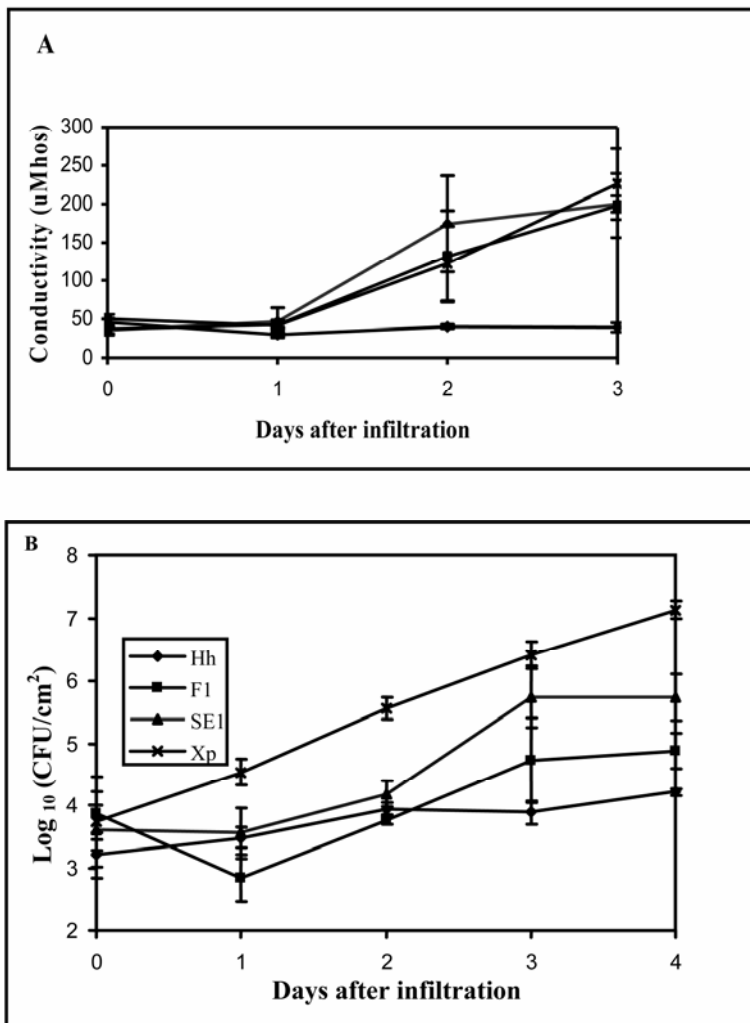 A
300
250
200
150
100
50
0
Conductivity (uMhos)
0 1 2 3
Days after infiltration
B
8
7
6
5
4
3
2
Log 10 (CFU/cm2)
Hh
F1
SE1
Xp
0 1 2 3 4
Days after infiltration